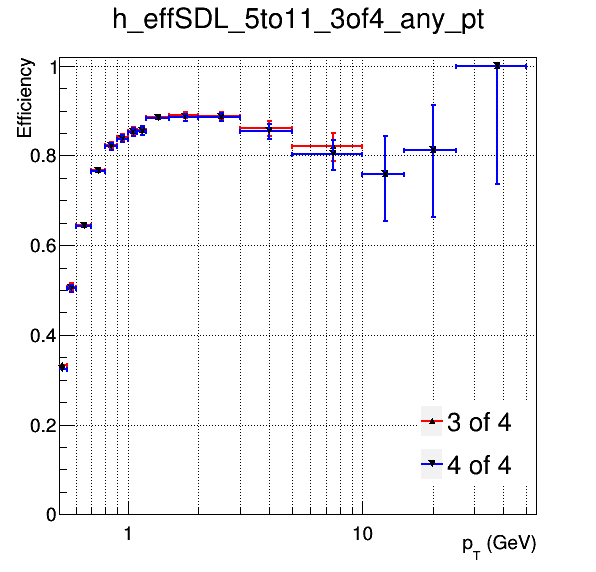 h_effSDL_5to11_3of4_any_pt
Efficiency
1
0.8
0.6
0.4
0.2
0
3 of 4
4 of 4
1
10
p_T (GeV)